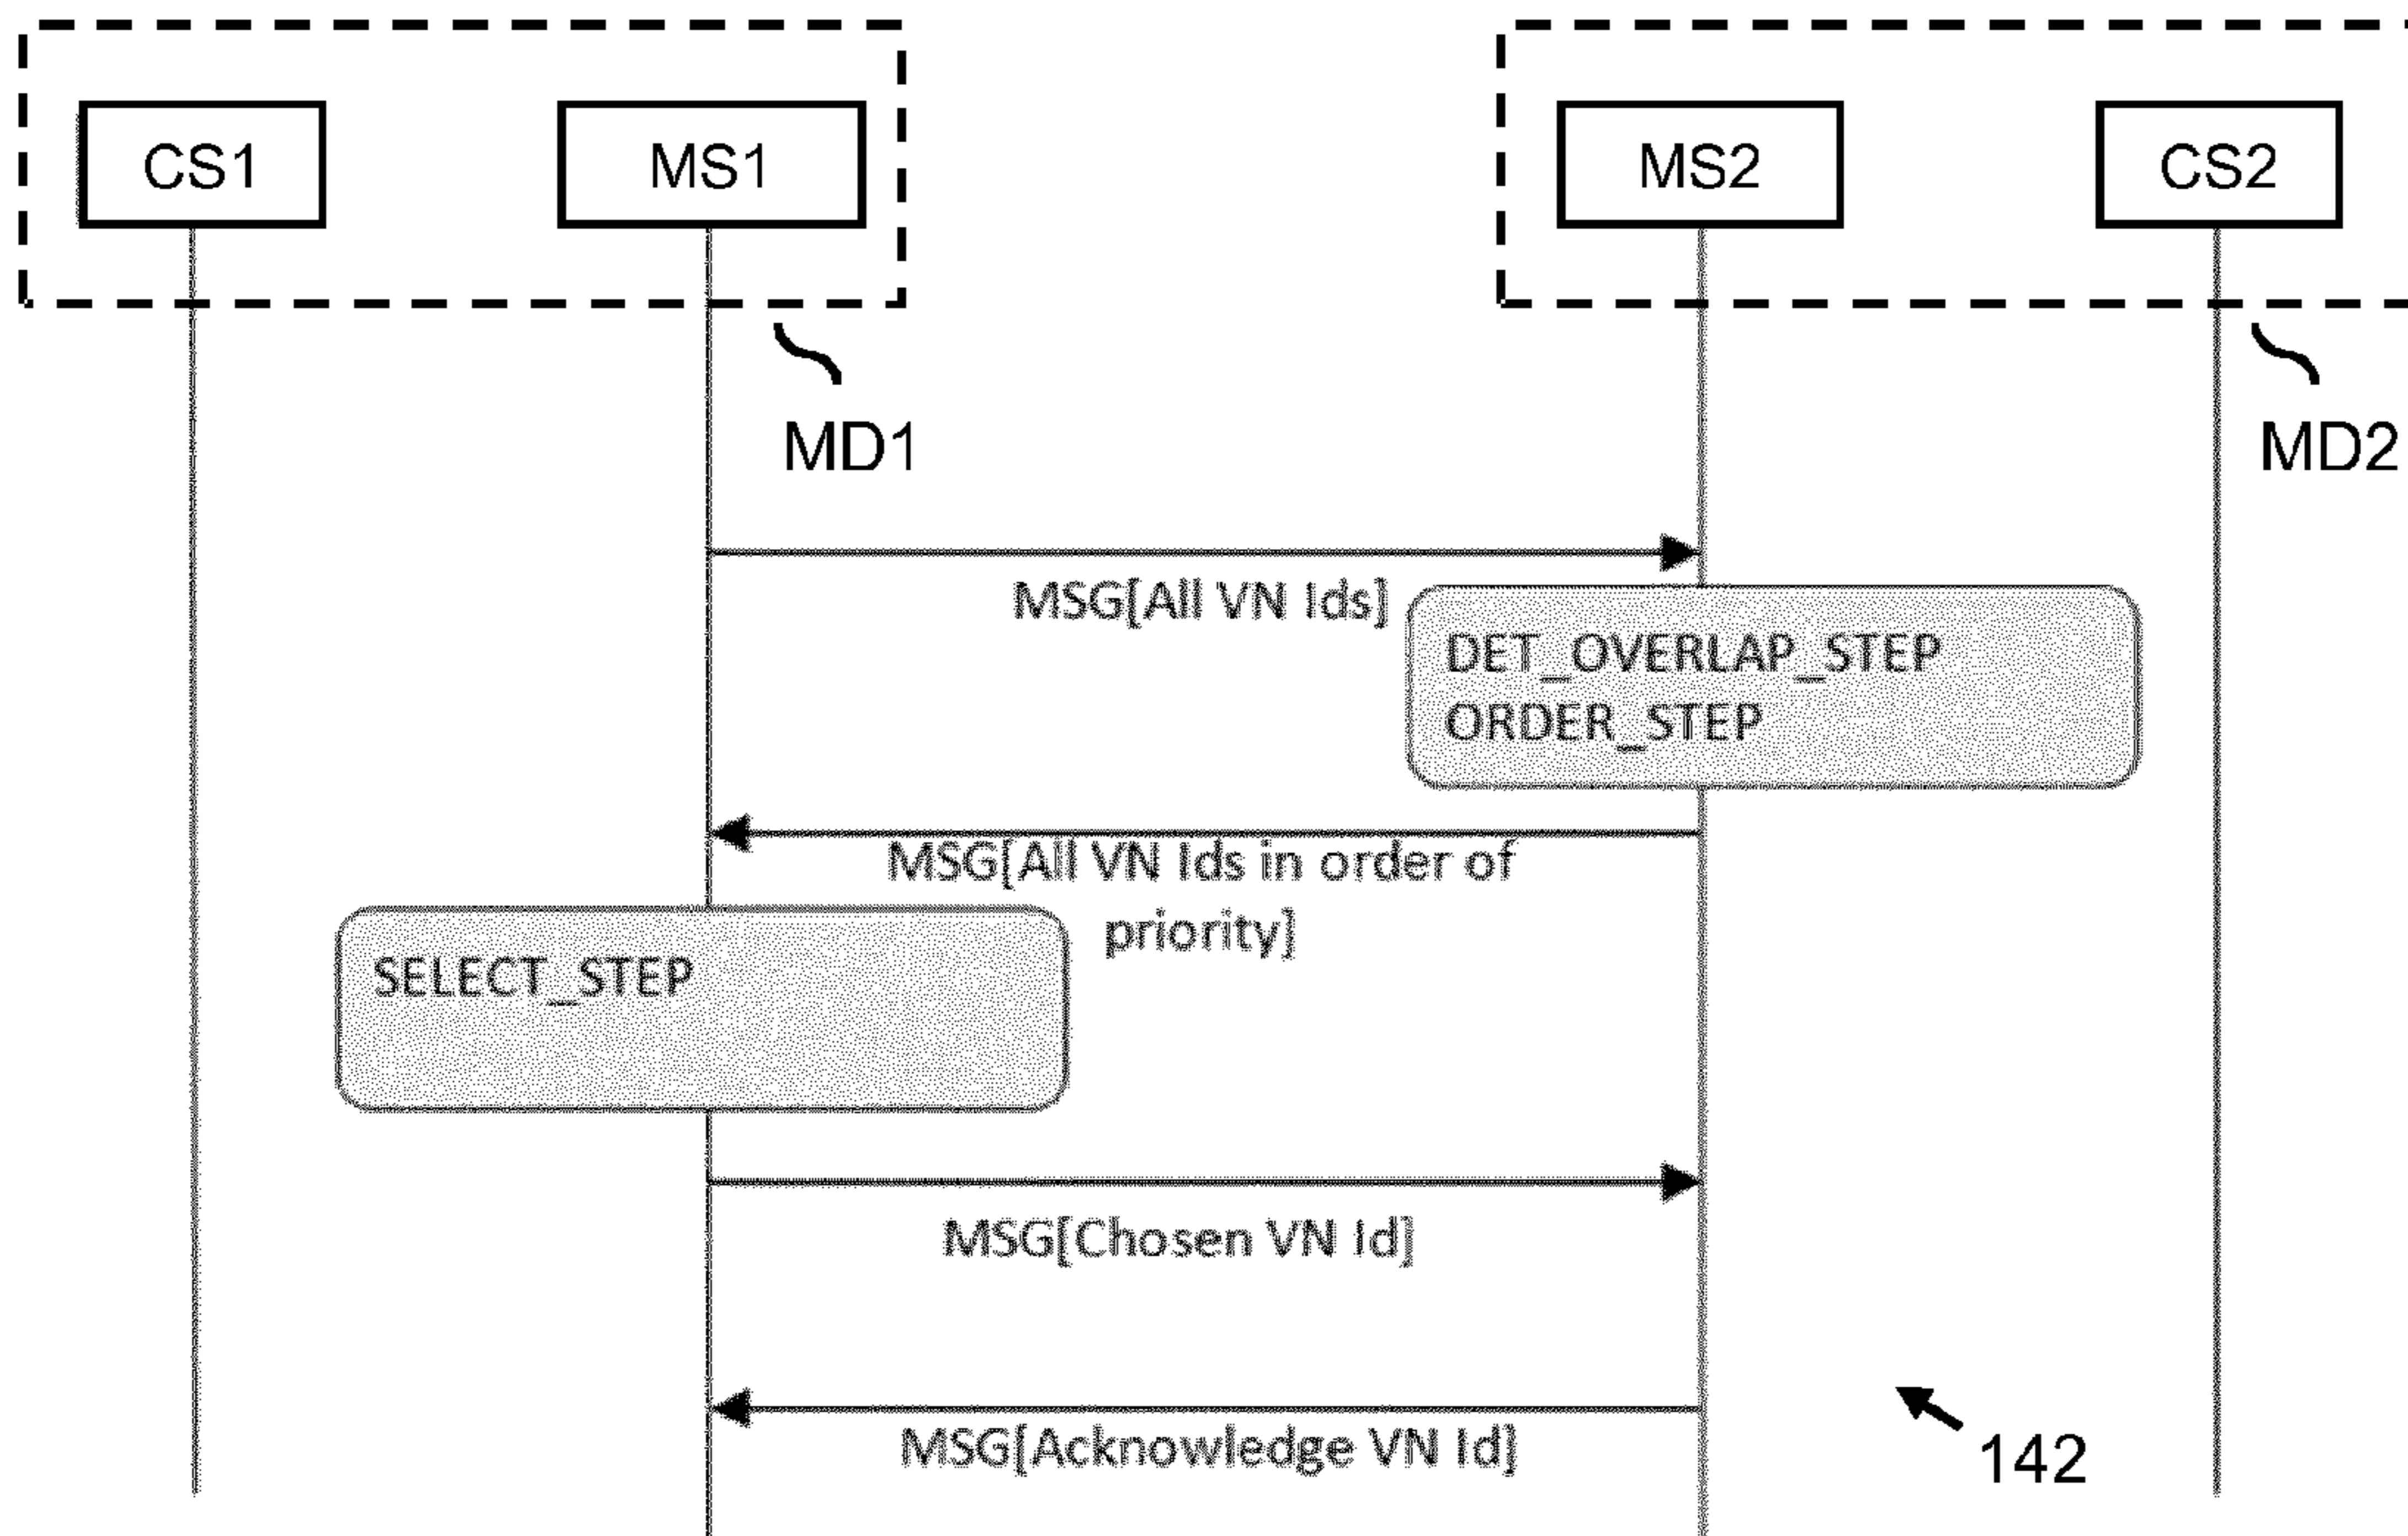 CS1
MS1
MS2
CS2
MD1
MD2
MSG[All VN Ids]
DET_OVERLAP_STEP
ORDER_STEP
MSG[All VN Ids in order of
priority]
SELECT_STEP
MSG[Chosen VN Id]
MSG[Acknowledge VN Id]
142